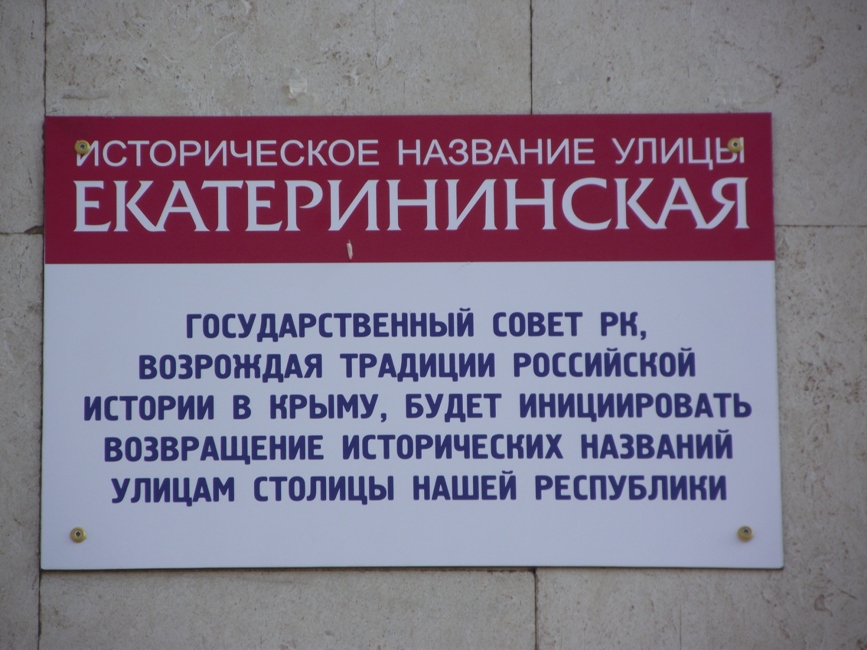 ИСТОРИЧЕСКОЕ НАЗВАНИЕ УЛИЦЫ
ЕКАТЕРИНИНСКАЯ
ГОСУДАРСТВЕННЫЙ СОВЕТ РК,
ВОЗРОЖДАЯ ТРАДИЦИИ РОССИЙСКОЙ
ИСТОРИИ В КРЫМУ, БУДЕТ ИНИЦИИРОВАТЬ
ВОЗВРАЩЕНИЕ ИСТОРИЧЕСКИХ НАЗВАНИЙ
УЛИЦАМ СТОЛИЦЫ НАШЕЙ РЕСПУБЛИКИ